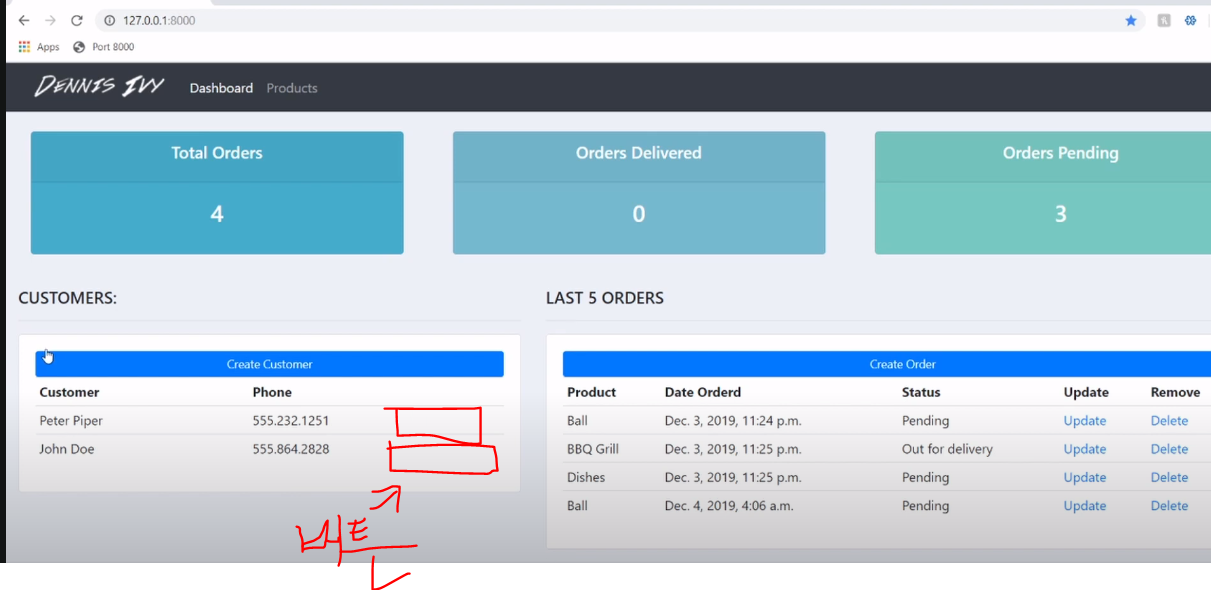 127.0.0.1:8000
Apps Port 8000
DENNIS IVY Dashboard Products
Total Orders Orders Delivered Orders Pending
4 0 3
CUSTOMERS:
Create Customer
Customer Phone
Peter Piper 555.232.1251
John Doe 555.864.2828
LAST 5 ORDERS
Create Order
Product Date Orderd Status Update Remove
Ball Dec. 3, 2019, 11:24 p.m. Pending Update Delete
BBQ Grill Dec. 3, 2019, 11:25 p.m. Out for delivery Update Delete
Dishes Dec. 3, 2019, 11:25 p.m. Pending Update Delete
Ball Dec. 4, 2019, 4:06 a.m. Pending Update Delete
버튼